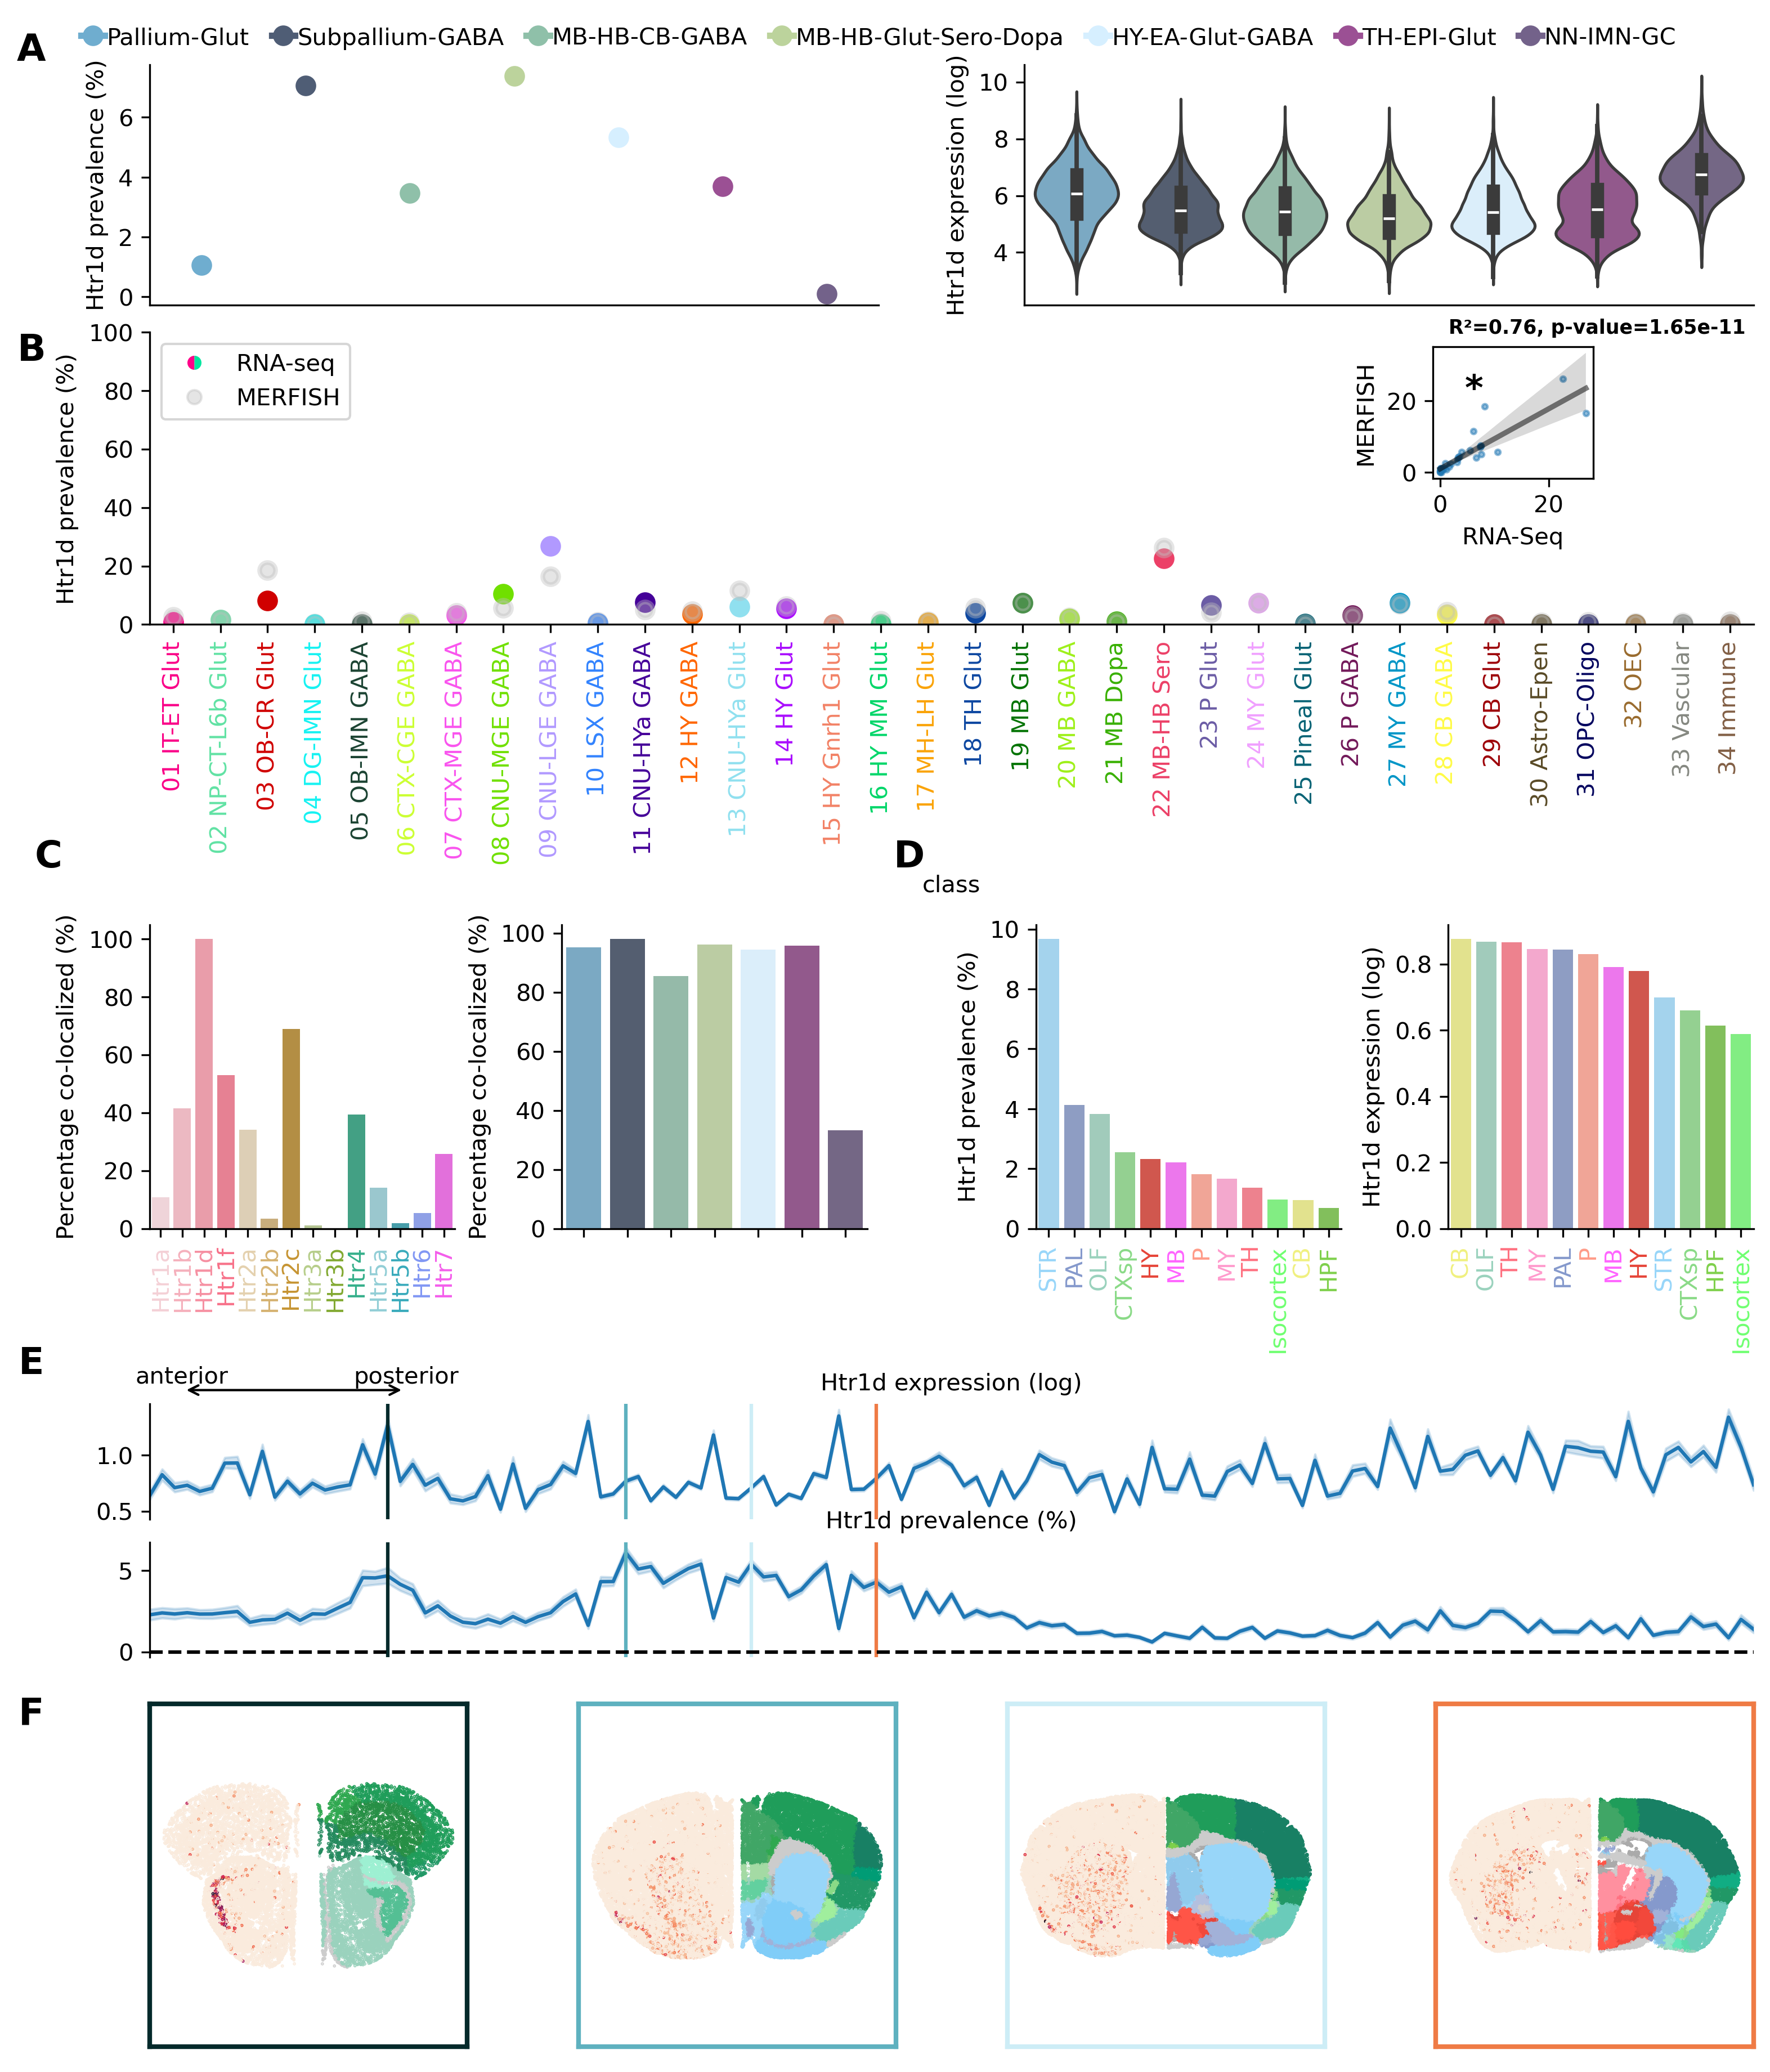 A
Pallium-Glut Subpallium-GABA MB-HB-CB-GABA MB-HB-Glut-Sero-Dopa HY-EA-Glut-GABA TH-EPI-Glut NN-IMN-GC
Htr1d prevalence (%)
6
4
2
0
Htr1d expression (log)
10
8
6
4
B
Htr1d prevalence (%)
100
80
60
40
20
0
RNA-seq
MERFISH
R²=0.76, p-value=1.65e-11
MERFISH
20
0
*
0 20
RNA-Seq
01 IT-ET Glut
02 NP-CT-L6b Glut
03 OB-CR Glut
04 DG-IMN Glut
05 OB-IMN GABA
06 CTX-CGE GABA
07 CTX-MGE GABA
08 CNU-MGE GABA
09 CNU-LGE GABA
10 LSX GABA
11 CNU-HYa GABA
12 HY GABA
13 CNU-HYa Glut
14 HY Glut
15 HY Gnrh1 Glut
16 HY MM Glut
17 MH-LH Glut
18 TH Glut
19 MB Glut
20 MB GABA
21 MB Dopa
22 MB-HB Sero
23 P Glut
24 MY Glut
25 Pineal Glut
26 P GABA
27 MY GABA
28 CB GABA
29 CB Glut
30 Astro-Epen
31 OPC-Oligo
32 OEC
33 Vascular
34 Immune
class
C
Percentage co-localized (%)
100
80
60
40
20
0
Htr1a
Htr1b
Htr1d
Htr1f
Htr2a
Htr2b
Htr2c
Htr3a
Htr3b
Htr4
Htr5a
Htr5b
Htr6
Htr7
Percentage co-localized (%)
100
80
60
40
20
0
D
Htr1d prevalence (%)
10
8
6
4
2
0
STR
PAL
OLF
CTXsp
HY
MB
P
MY
TH
Isocortex
CB
HPF
Htr1d expression (log)
0.8
0.6
0.4
0.2
0.0
CB
OLF
TH
MY
PAL
P
MB
HY
STR
CTXsp
HPF
Isocortex
E
anterior posterior
Htr1d expression (log)
1.0
0.5
Htr1d prevalence (%)
5
0
F